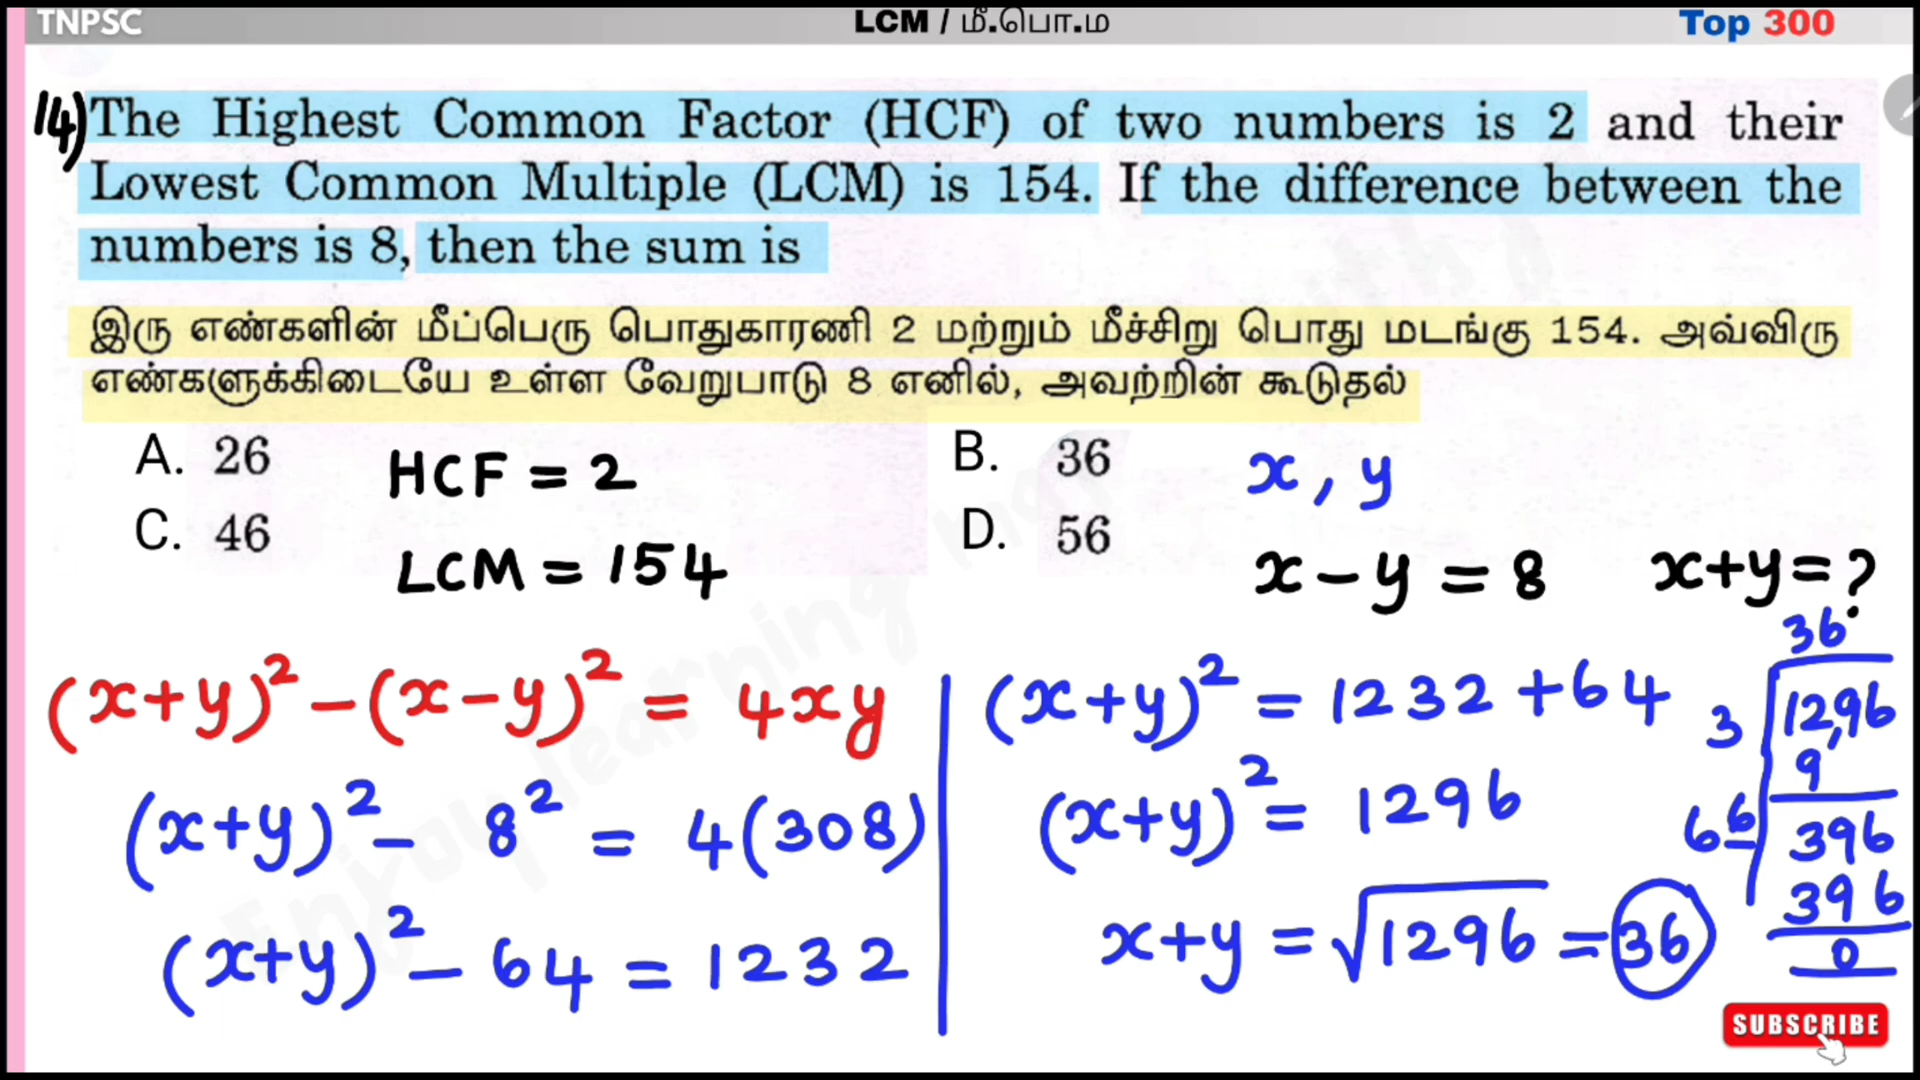 TNPSC
LCM / மீ.பொ.ம
Top 300
14) The Highest Common Factor (HCF) of two numbers is 2 and their
Lowest Common Multiple (LCM) is 154. If the difference between the
numbers is 8, then the sum is
இரு எண்களின் மீப்பெரு பொதுகாரணி 2 மற்றும் மீச்சிறு பொது மடங்கு 154. அவ்விரு
எண்களுக்கிடையே உள்ள வேறுபாடு 8 எனில், அவற்றின் கூடுதல்
A. 26
B. 36
C. 46
D. 56
HCF = 2
LCM = 154
x, y
x – y = 8
x+y = ?
(x+y)² – (x–y)² = 4xy
(x+y)² – 8² = 4(308)
(x+y)² – 64 = 1232
(x+y)² = 1232 + 64
(x+y)² = 1296
x+y = √1296 = 36
36
3 12,96
9
66 396
396
0
Enjoy learning
SUBSCRIBE